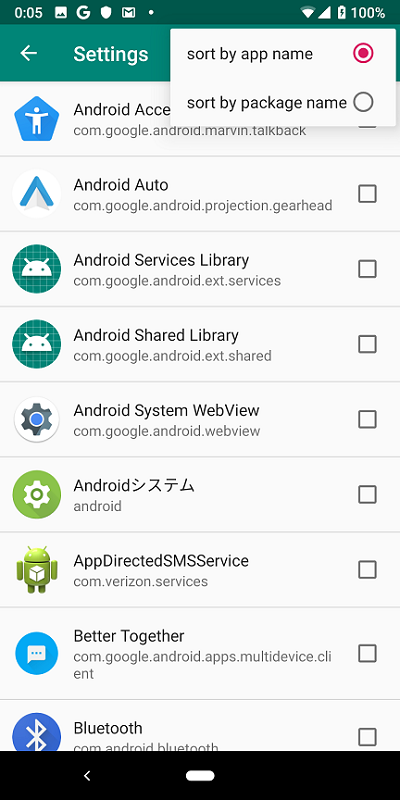 0:05
100%
Settings
sort by app name
sort by package name
Android Acce
com.google.android.marvin.talkback
Android Auto
com.google.android.projection.gearhead
Android Services Library
com.google.android.ext.services
Android Shared Library
com.google.android.ext.shared
Android System WebView
com.google.android.webview
Androidシステム
android
AppDirectedSMSService
com.verizon.services
Better Together
com.google.android.apps.multidevice.cli
ent
Bluetooth
com.android.bluetooth